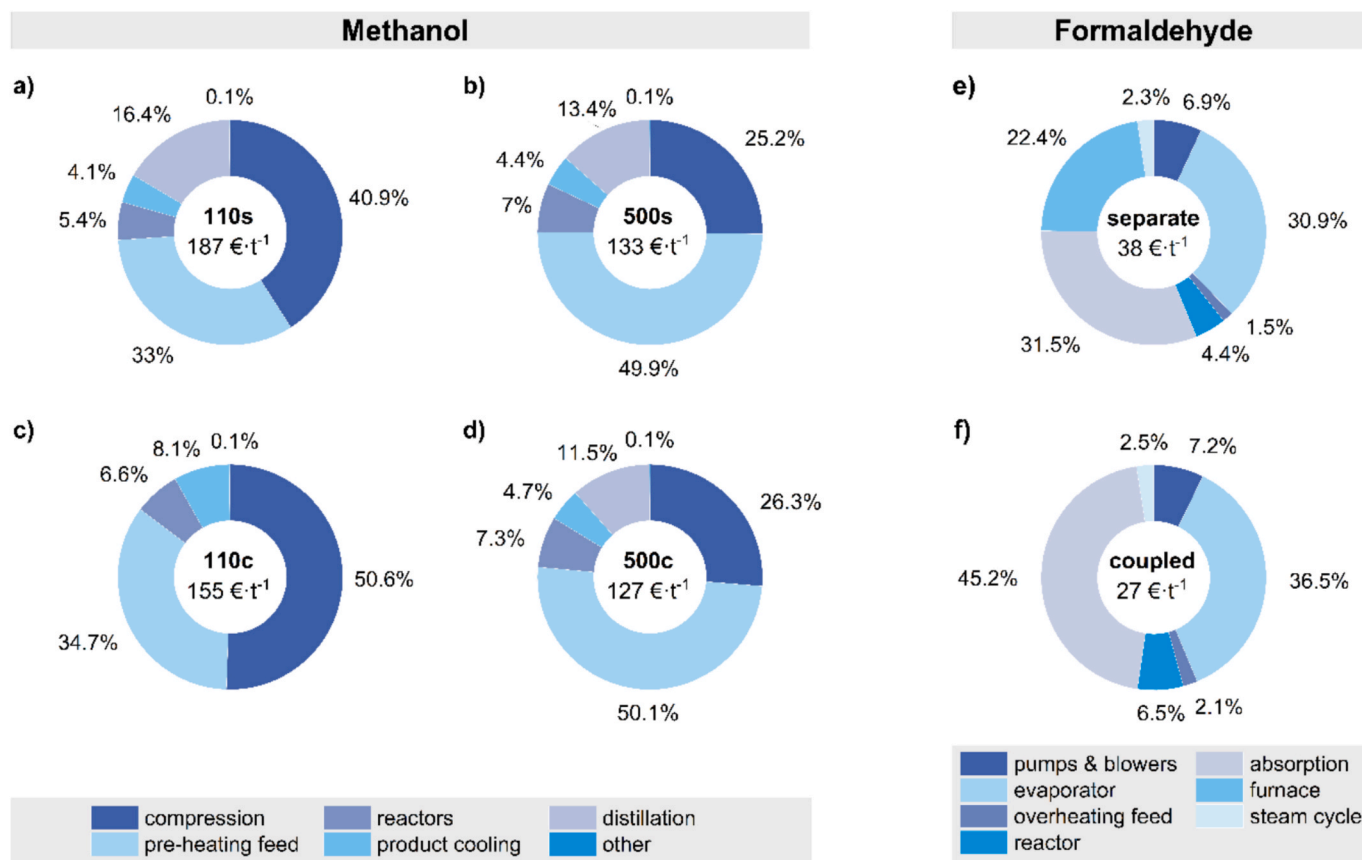 Methanol
Formaldehyde
a)
0.1%
16.4%
4.1%
5.4%
40.9%
33%
110s
187 €·t⁻¹
b)
0.1%
13.4%
4.4%
7%
25.2%
49.9%
500s
133 €·t⁻¹
e)
2.3%
6.9%
22.4%
30.9%
31.5%
4.4%
1.5%
separate
38 €·t⁻¹
c)
0.1%
8.1%
6.6%
50.6%
34.7%
110c
155 €·t⁻¹
d)
0.1%
11.5%
4.7%
7.3%
26.3%
50.1%
500c
127 €·t⁻¹
f)
2.5%
7.2%
45.2%
36.5%
6.5%
2.1%
coupled
27 €·t⁻¹
compression
reactors
distillation
pre-heating feed
product cooling
other
pumps & blowers
absorption
evaporator
furnace
overheating feed
steam cycle
reactor